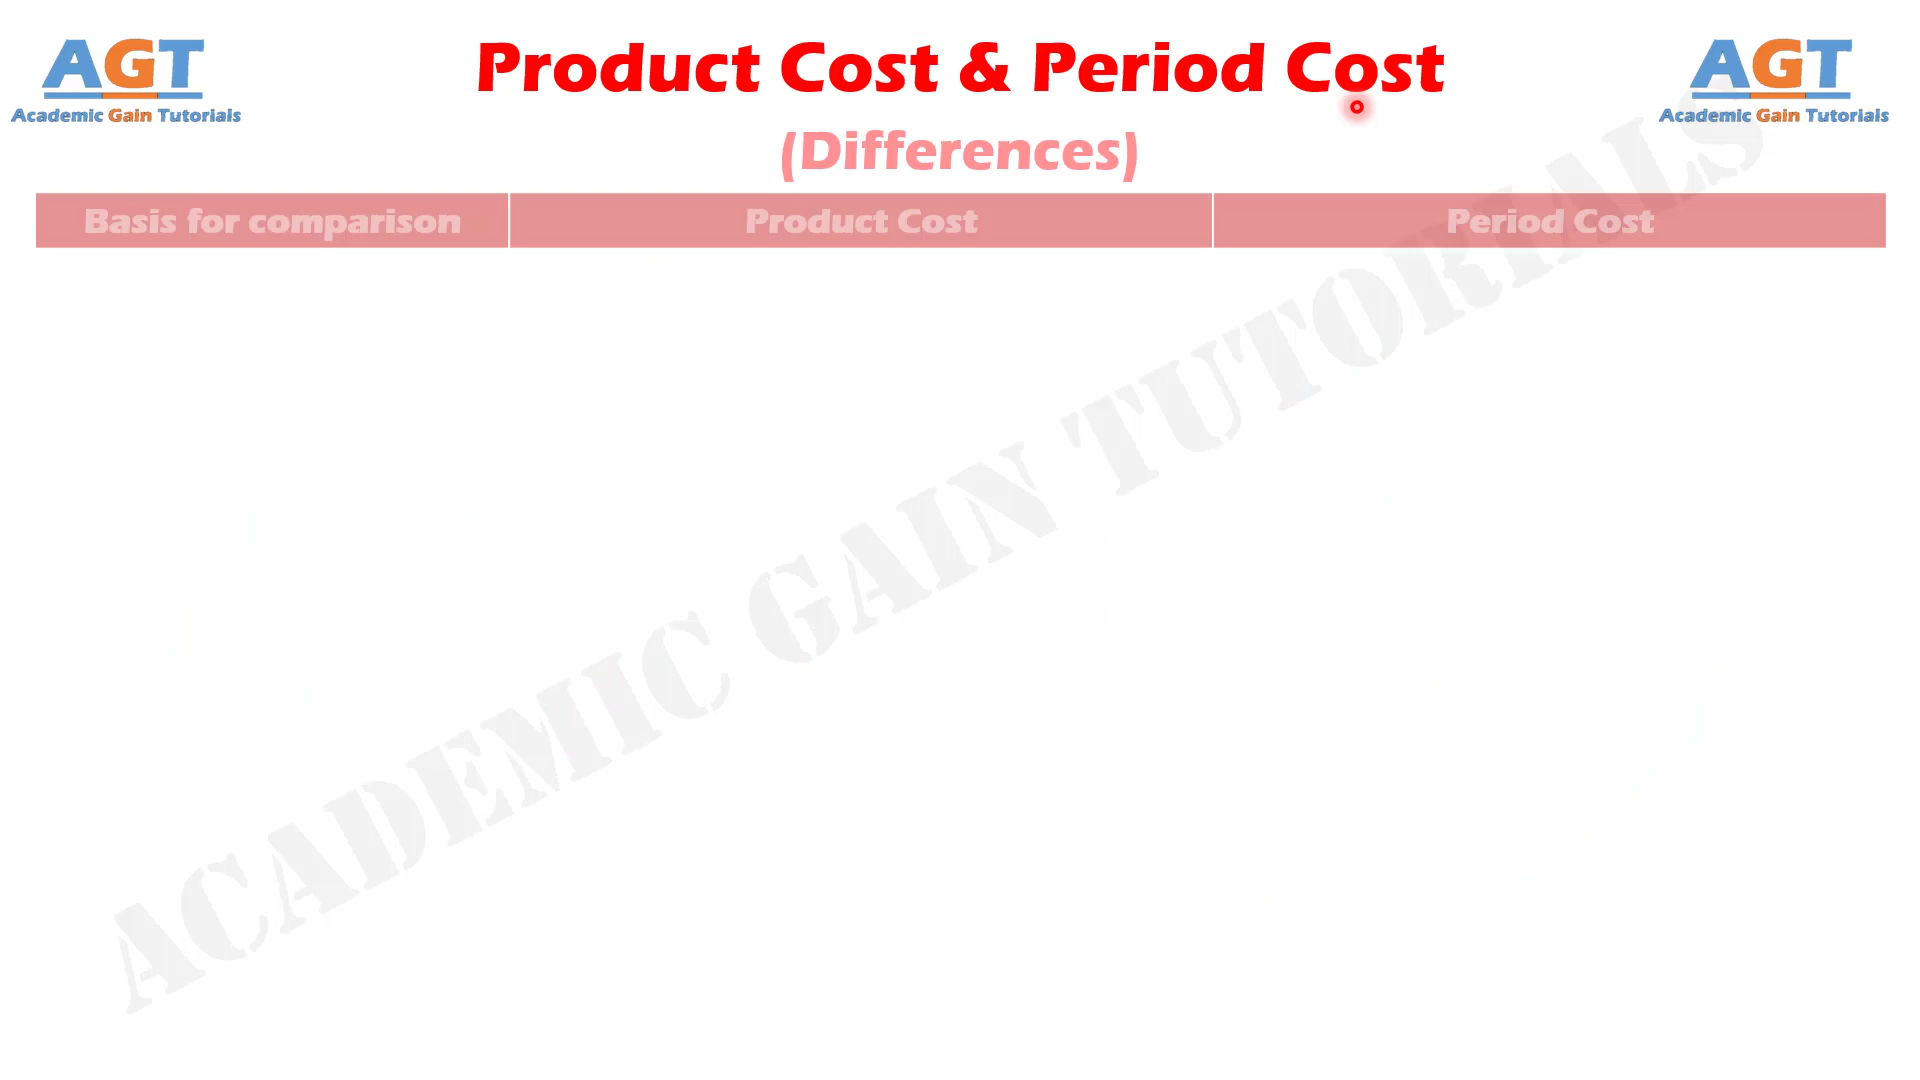 AGT
Academic Gain Tutorials
Product Cost & Period Cost
AGT
Academic Gain Tutorials
(Differences)
Basis for comparison
Product Cost
Period Cost
ACADEMIC GAIN TUTORIALS